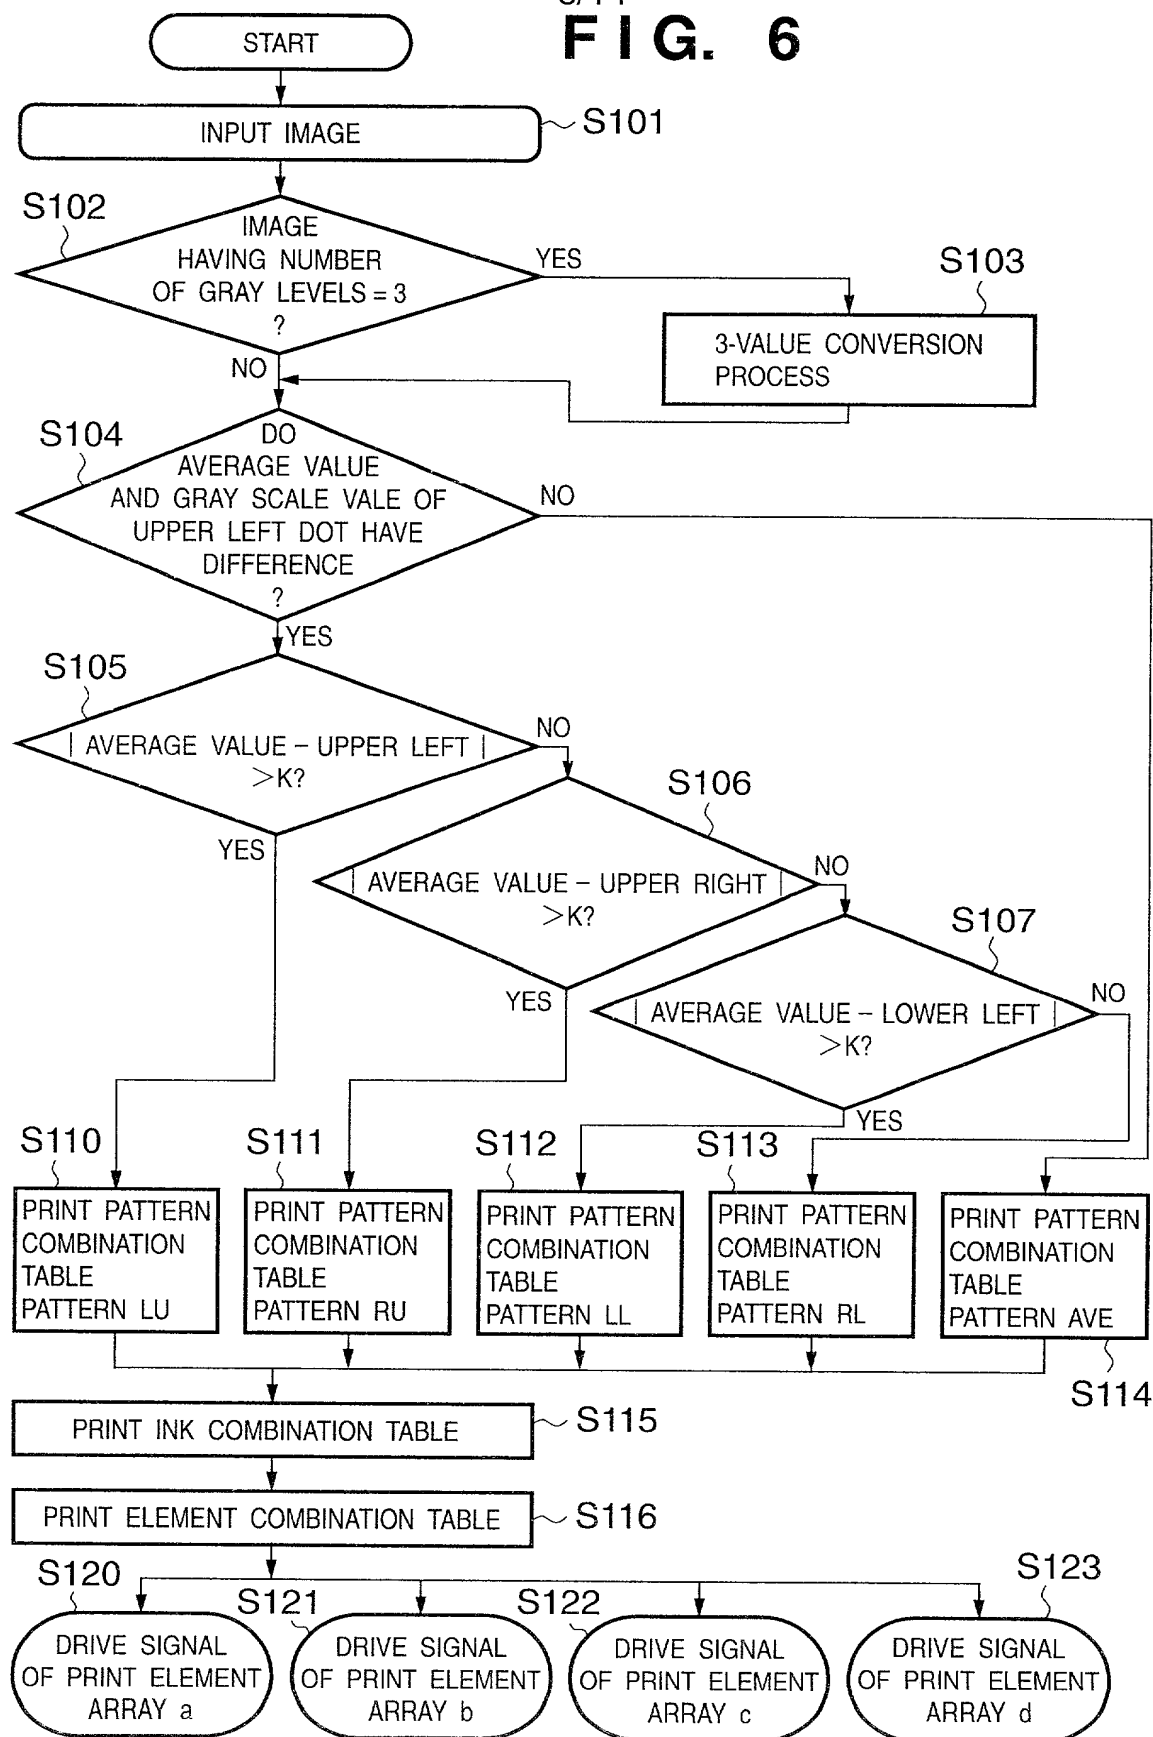 FIG. 6
START
INPUT IMAGE
S101
S102
IMAGE
HAVING NUMBER
OF GRAY LEVELS = 3
?
YES
NO
S103
3-VALUE CONVERSION
PROCESS
S104
DO
AVERAGE VALUE
AND GRAY SCALE VALE OF
UPPER LEFT DOT HAVE
DIFFERENCE
?
NO
YES
S105
| AVERAGE VALUE – UPPER LEFT |
>K?
NO
YES
S106
| AVERAGE VALUE – UPPER RIGHT |
>K?
NO
YES
S107
| AVERAGE VALUE – LOWER LEFT |
>K?
NO
YES
S110
PRINT PATTERN
COMBINATION
TABLE
PATTERN LU
S111
PRINT PATTERN
COMBINATION
TABLE
PATTERN RU
S112
PRINT PATTERN
COMBINATION
TABLE
PATTERN LL
S113
PRINT PATTERN
COMBINATION
TABLE
PATTERN RL
PRINT PATTERN
COMBINATION
TABLE
PATTERN AVE
S114
PRINT INK COMBINATION TABLE
S115
PRINT ELEMENT COMBINATION TABLE
S116
S120
DRIVE SIGNAL
OF PRINT ELEMENT
ARRAY a
S121
DRIVE SIGNAL
OF PRINT ELEMENT
ARRAY b
S122
DRIVE SIGNAL
OF PRINT ELEMENT
ARRAY c
S123
DRIVE SIGNAL
OF PRINT ELEMENT
ARRAY d